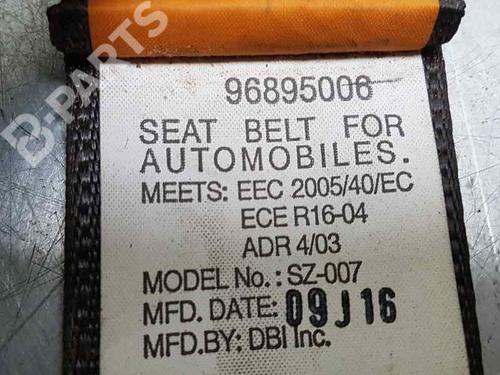 B-PARTS
96895006
SEAT BELT FOR
AUTOMOBILES.
MEETS: EEC 2005/40/EC
ECE R16-04
ADR 4/03
MODEL No.: SZ-007
MFD. DATE: 09J16
MFD.BY: DBI Inc.